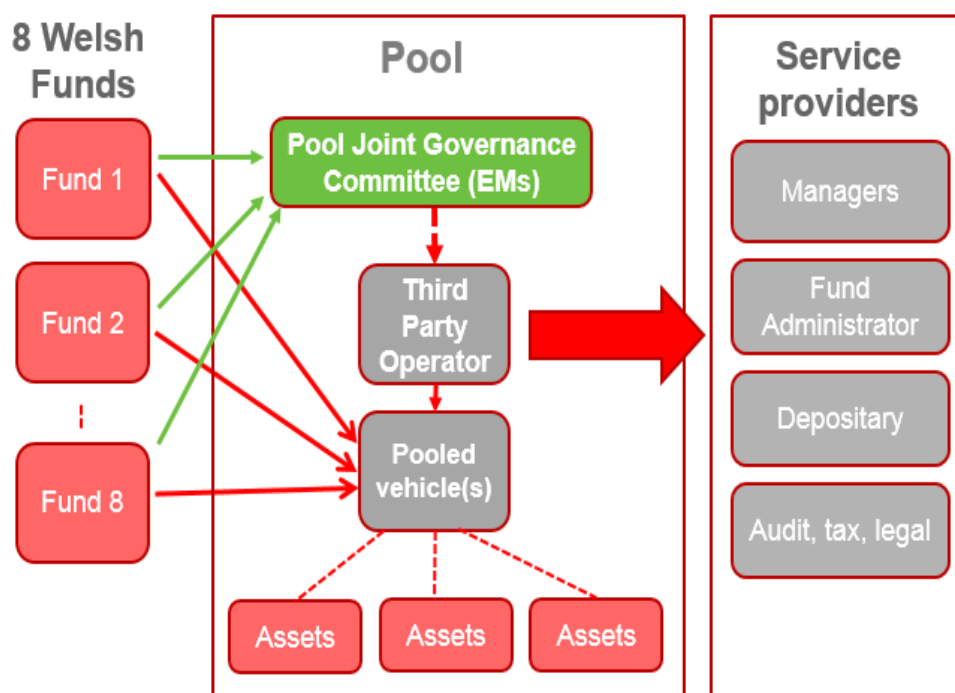 8 Welsh
Funds
Fund 1
Fund 2
Fund 8
Pool
Pool Joint Governance
Committee (EMs)
Third
Party
Operator
Pooled
vehicle(s)
Assets
Assets
Assets
Service
providers
Managers
Fund
Administrator
Depositary
Audit, tax, legal